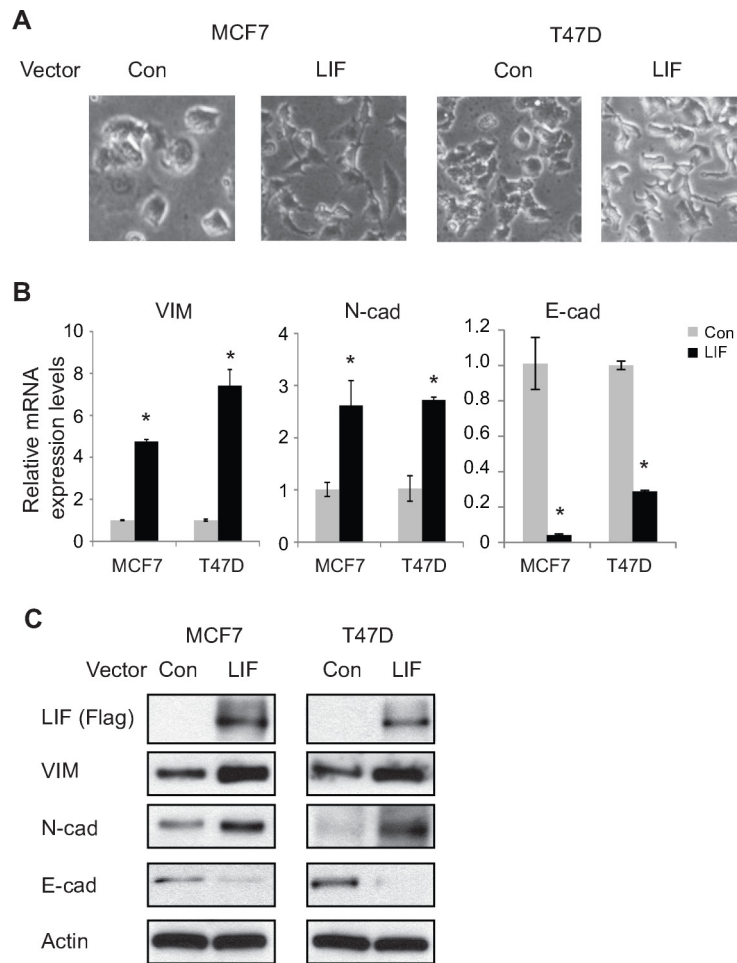 A
MCF7 T47D
Vector Con LIF Con LIF
B
VIM N-cad E-cad
Relative mRNA
expression levels
10
8
6
4
2
0
* *
MCF7 T47D
4
3
2
1
0
* *
MCF7 T47D
1.2
1.0
0.8
0.6
0.4
0.2
0
* *
MCF7 T47D
Con
LIF
C
MCF7 T47D
Vector Con LIF Con LIF
LIF (Flag)
VIM
N-cad
E-cad
Actin